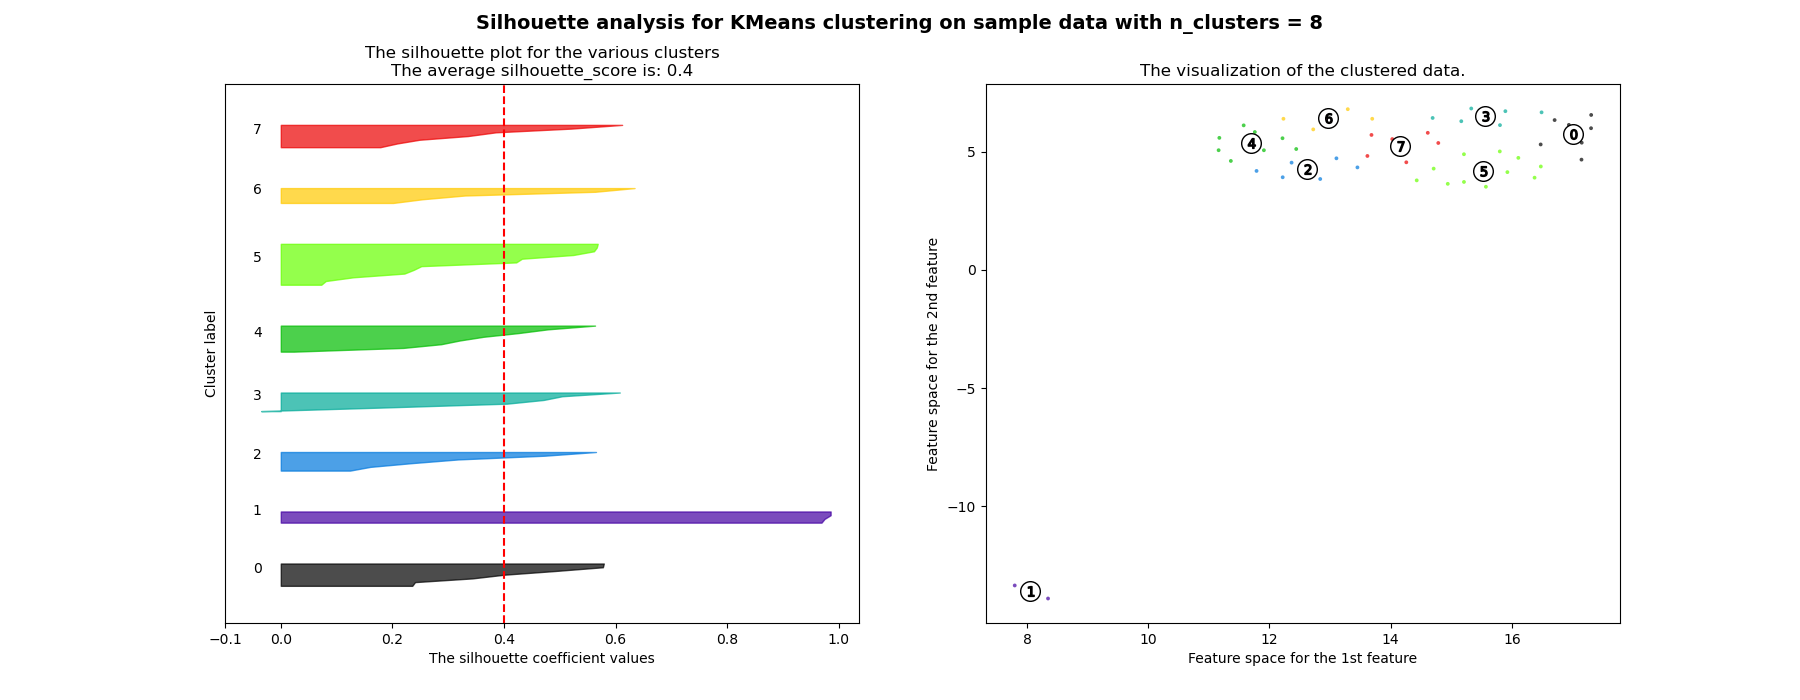 Silhouette analysis for KMeans clustering on sample data with n_clusters = 8
The silhouette plot for the various clusters
The average silhouette_score is: 0.4
7
6
5
4
3
2
1
0
Cluster label
−0.1 0.0 0.2 0.4 0.6 0.8 1.0
The silhouette coefficient values
The visualization of the clustered data.
5
0
−5
−10
Feature space for the 2nd feature
3
6
0
4
7
2
5
1
8 10 12 14 16
Feature space for the 1st feature